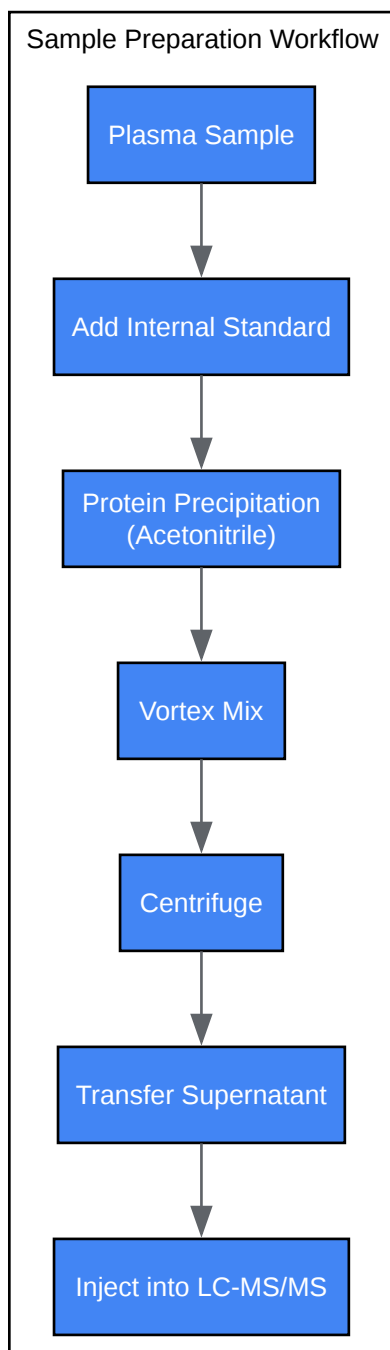 Sample Preparation Workflow
Plasma Sample
Add Internal Standard
Protein Precipitation
(Acetonitrile)
Vortex Mix
Centrifuge
Transfer Supernatant
Inject into LC-MS/MS